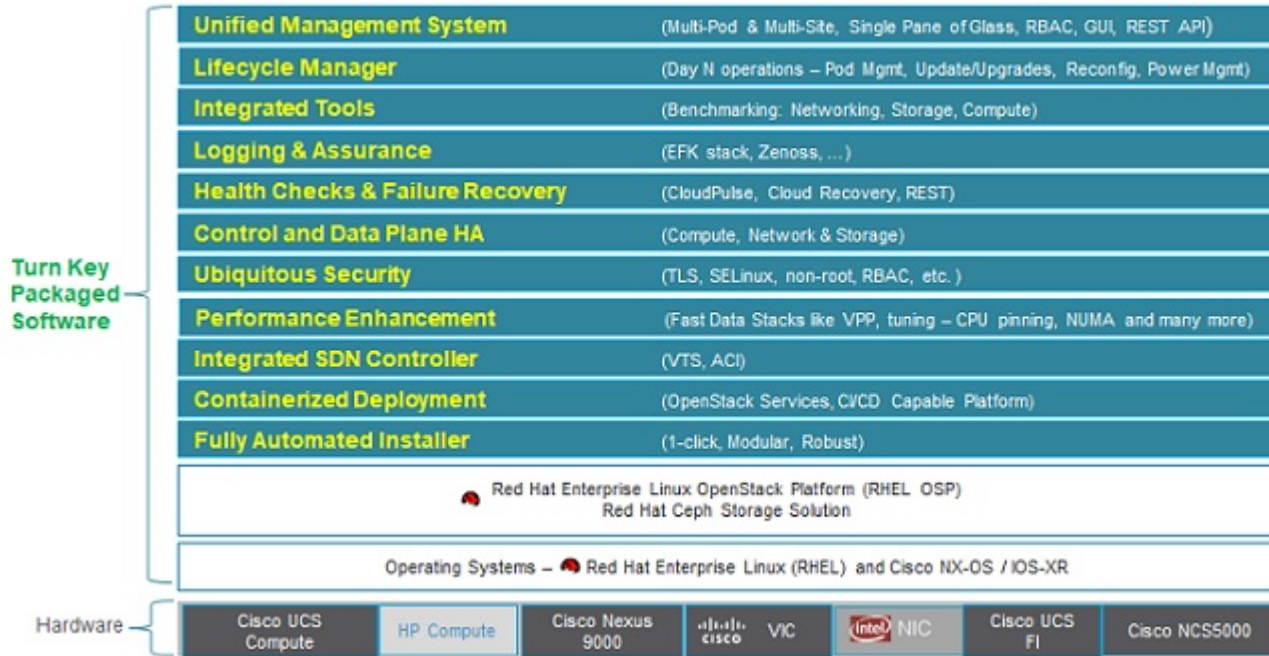 Unified Management System (Multi-Pod & Multi-Site, Single Pane of Glass, RBAC, GUI, REST API)
Lifecycle Manager (Day N operations – Pod Mgmt, Update/Upgrades, Reconfig, Power Mgmt)
Integrated Tools (Benchmarking: Networking, Storage, Compute)
Logging & Assurance (EFK stack, Zenoss, ...)
Health Checks & Failure Recovery (CloudPulse, Cloud Recovery, REST)
Control and Data Plane HA (Compute, Network & Storage)
Ubiquitous Security (TLS, SELinux, non-root, RBAC, etc. )
Performance Enhancement (Fast Data Stacks like VPP, tuning – CPU pinning, NUMA and many more)
Integrated SDN Controller (VTS, ACI)
Containerized Deployment (OpenStack Services, CI/CD Capable Platform)
Fully Automated Installer (1-click, Modular, Robust)
Turn Key
Packaged
Software
Red Hat Enterprise Linux OpenStack Platform (RHEL OSP)
Red Hat Ceph Storage Solution
Operating Systems – Red Hat Enterprise Linux (RHEL) and Cisco NX-OS / IOS-XR
Hardware
Cisco UCS
Compute
HP Compute
Cisco Nexus
9000
CISCO VIC
intel NIC
Cisco UCS
FI
Cisco NCS5000